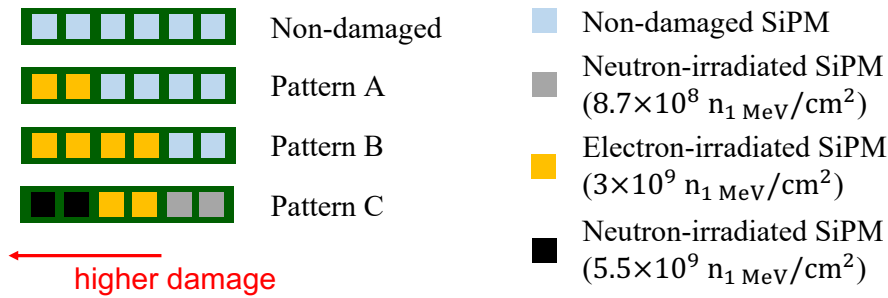 Non-damaged
Pattern A
Pattern B
Pattern C
higher damage
Non-damaged SiPM
Neutron-irradiated SiPM
(8.7×10⁸ n₁ MeV/cm²)
Electron-irradiated SiPM
(3×10⁹ n₁ MeV/cm²)
Neutron-irradiated SiPM
(5.5×10⁹ n₁ MeV/cm²)